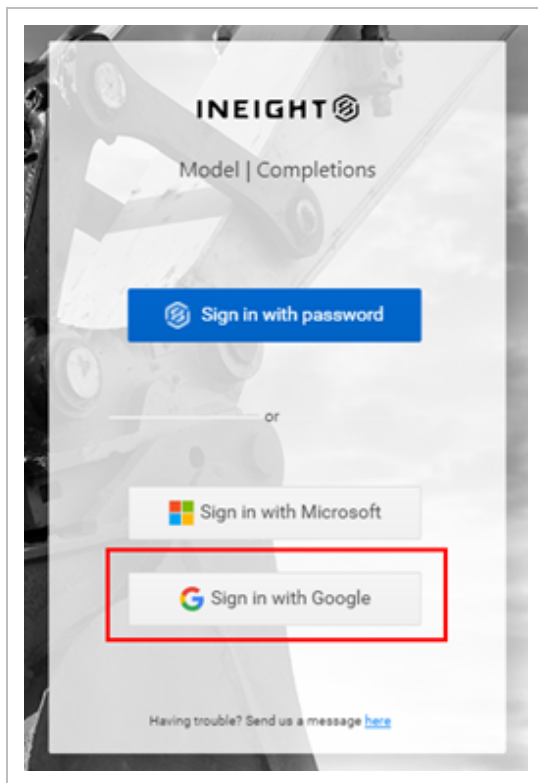 INEIGHT
Model | Completions
Sign in with password
or
Sign in with Microsoft
Sign in with Google
Having trouble? Send us a message here